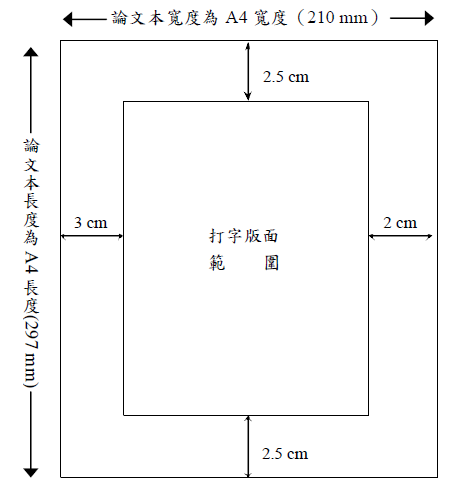 論文本寬度為 A4 寬度（210 mm）
2.5 cm
論文本長度為 A4 長度(297 mm)
3 cm
打字版面
範　　圍
2 cm
2.5 cm